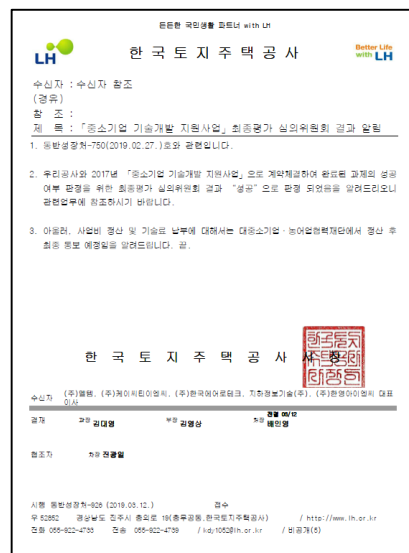 든든한 국민생활 파트너 with LH
LH
한 국 토 지 주 택 공 사
Better Life
with LH
수신자 : 수신자 참조
(경유)
참 조 :
제 목 : 「중소기업 기술개발 지원사업」 최종평가 심의위원회 결과 알림
1. 동반성장처-750(2019.02.27.)호와 관련입니다.
2. 우리공사와 2017년 「중소기업 기술개발 지원사업」으로 계약체결하여 완료된 과제의 성공
여부 판정을 위한 최종평가 심의위원회 결과 "성공"으로 판정 되었음을 알려드리오니
관련업무에 참조하시기 바랍니다.
3. 아울러, 사업비 정산 및 기술료 납부에 대해서는 대중소기업·농어업협력재단에서 정산 후
최종 통보 예정임을 알려드립니다. 끝.
한 국 토 지 주 택 공 사 사 장
수신자 (주)엘템, (주)케이씨티이엔씨, (주)한국에어로테크, 지하정보기술(주), (주)한영아이엔씨 대표
이사
결재 과장 김대영 부장 김영상 처장 전결 03/12
배인영
협조자 차장 전광일
시행 동반성장처-928 (2019.03.12.) 접수
우 52852 경상남도 진주시 충의로 19(충무공동,한국토지주택공사) / http://www.lh.or.kr
전화 055-922-4733 전송 055-922-4739 / kdj1052@lh.or.kr / 비공개(5)